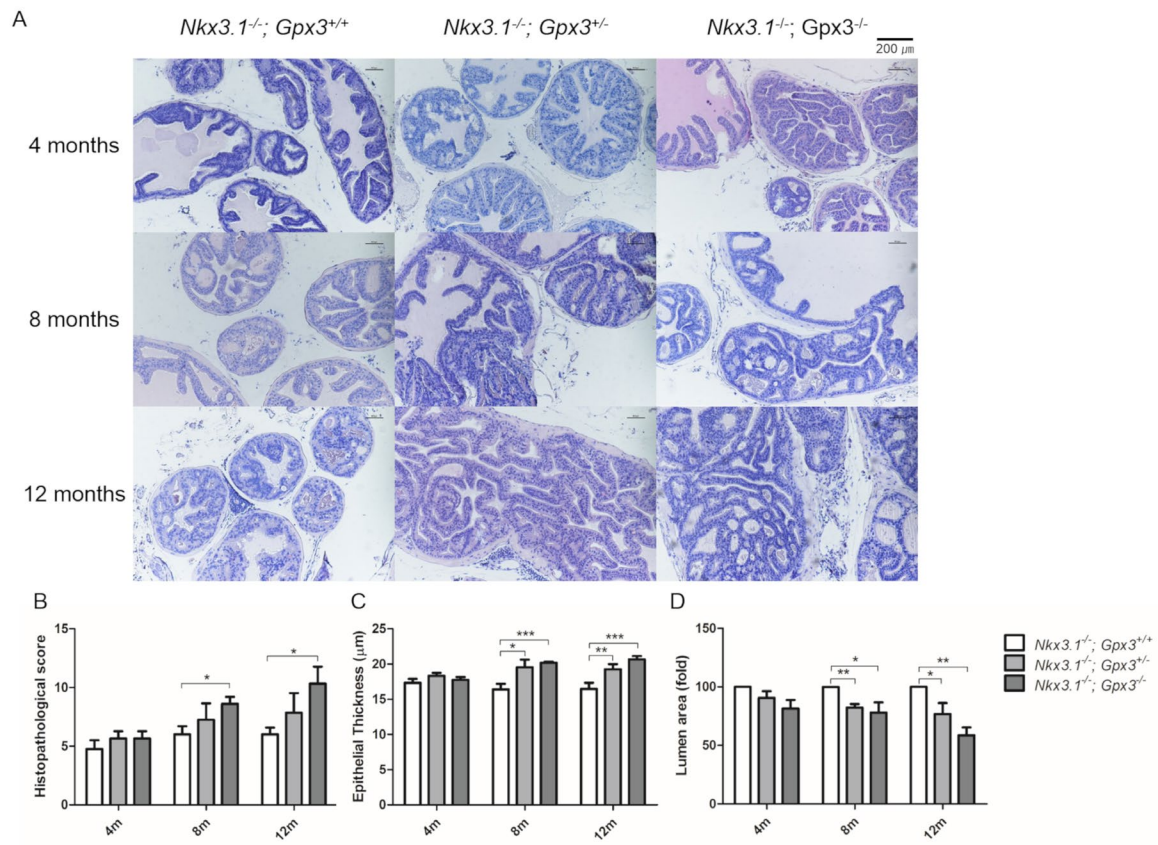 A
Nkx3.1-/-; Gpx3+/+
Nkx3.1-/-; Gpx3+/-
Nkx3.1-/-; Gpx3-/-
200 μm
4 months
8 months
12 months
B
Histopathological score
15
10
5
0
4m
8m
12m
*
*
C
Epithelial Thickness (μm)
25
20
15
10
5
0
4m
8m
12m
***
*
***
**
D
Lumen area (fold)
150
100
50
0
4m
8m
12m
*
**
**
*
Nkx3.1-/-; Gpx3+/+
Nkx3.1-/-; Gpx3+/-
Nkx3.1-/-; Gpx3-/-